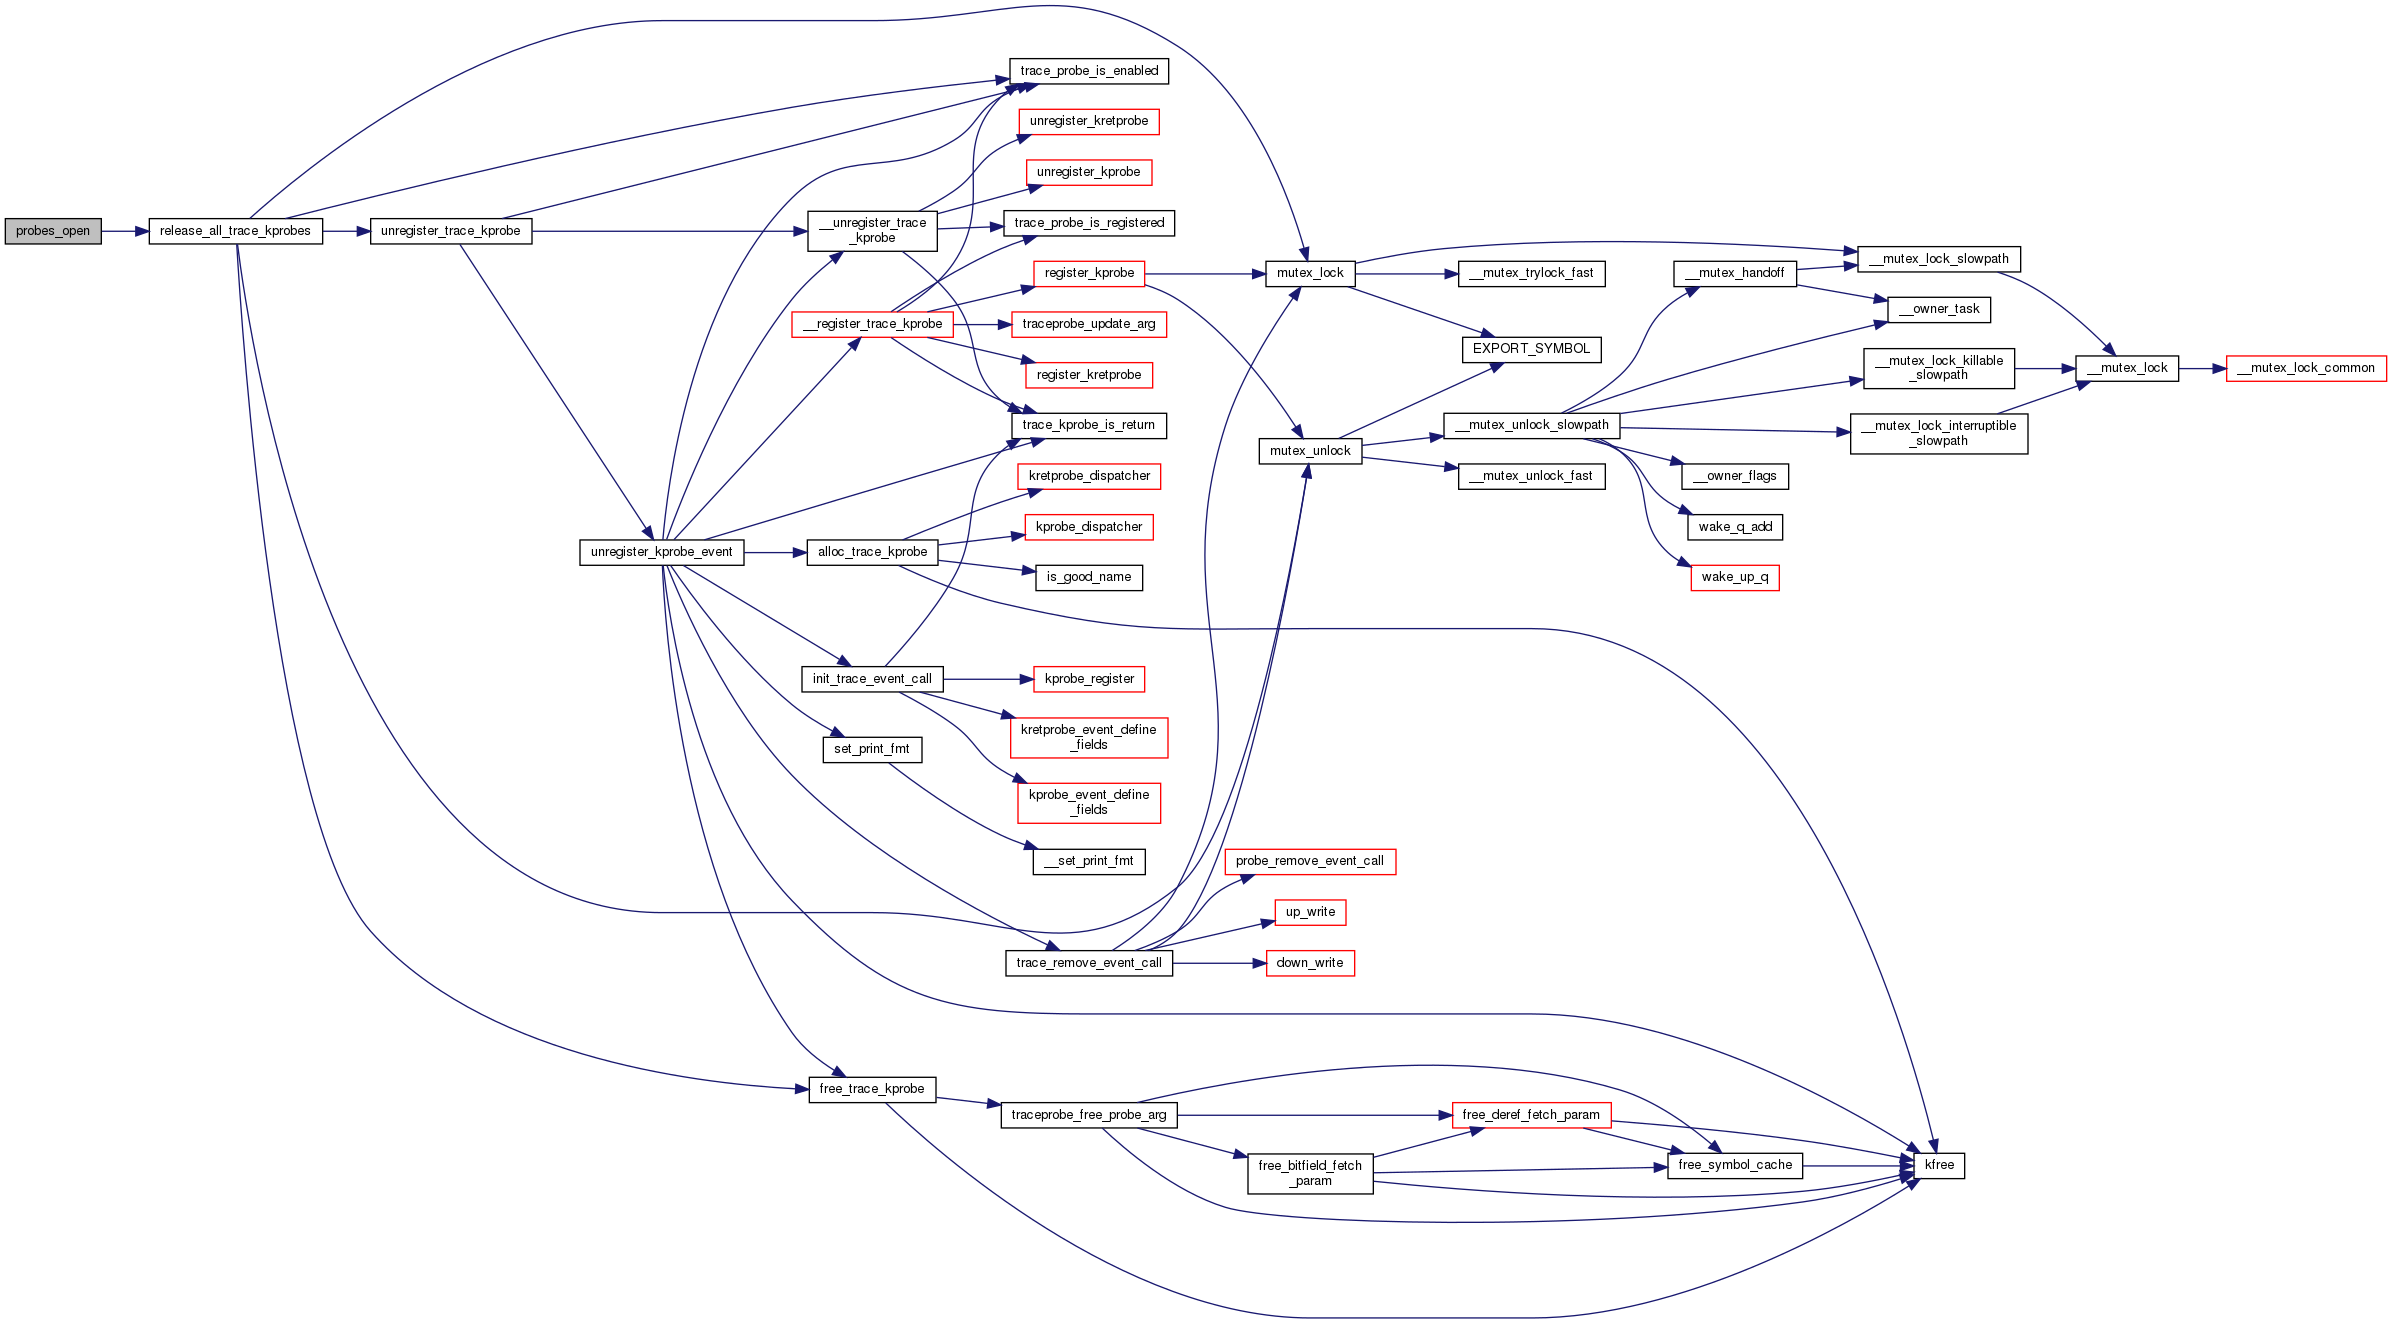 probes_open
release_all_trace_kprobes
unregister_trace_kprobe
unregister_kprobe_event
__unregister_trace
_kprobe
__register_trace_kprobe
alloc_trace_kprobe
init_trace_event_call
set_print_fmt
free_trace_kprobe
trace_probe_is_enabled
unregister_kretprobe
unregister_kprobe
trace_probe_is_registered
register_kprobe
traceprobe_update_arg
register_kretprobe
trace_kprobe_is_return
kretprobe_dispatcher
kprobe_dispatcher
is_good_name
kprobe_register
kretprobe_event_define
_fields
kprobe_event_define
_fields
__set_print_fmt
trace_remove_event_call
traceprobe_free_probe_arg
mutex_lock
mutex_unlock
probe_remove_event_call
up_write
down_write
free_bitfield_fetch
_param
__mutex_trylock_fast
EXPORT_SYMBOL
__mutex_unlock_slowpath
__mutex_unlock_fast
free_deref_fetch_param
__mutex_handoff
__owner_flags
wake_q_add
wake_up_q
free_symbol_cache
__mutex_lock_slowpath
__owner_task
__mutex_lock_killable
_slowpath
__mutex_lock_interruptible
_slowpath
kfree
__mutex_lock
__mutex_lock_common